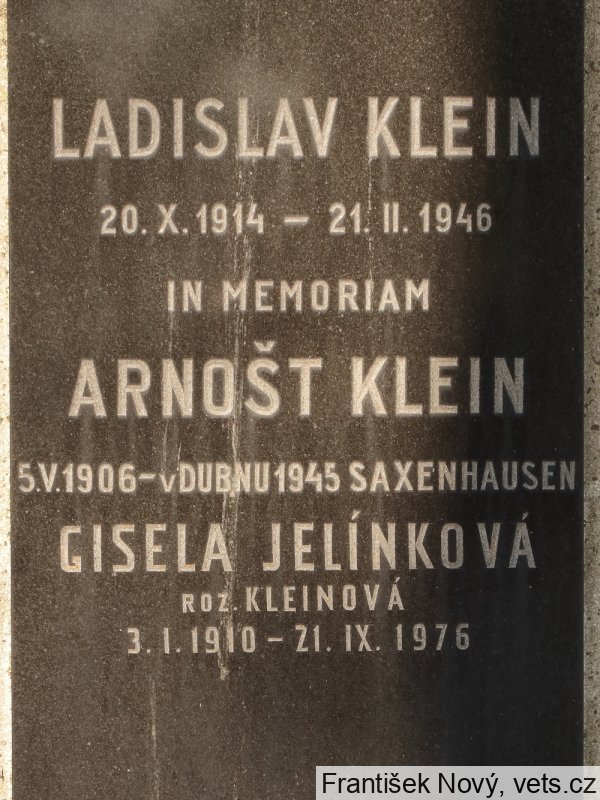 LADISLAV KLEIN
20. X. 1914 – 21. II. 1946
IN MEMORIAM
ARNOŠT KLEIN
5.V.1906–v DUBNU 1945 SAXENHAUSEN
GISELA JELÍNKOVÁ
ROZ. KLEINOVÁ
3. I. 1910 – 21. IX. 1976
František Nový, vets.cz